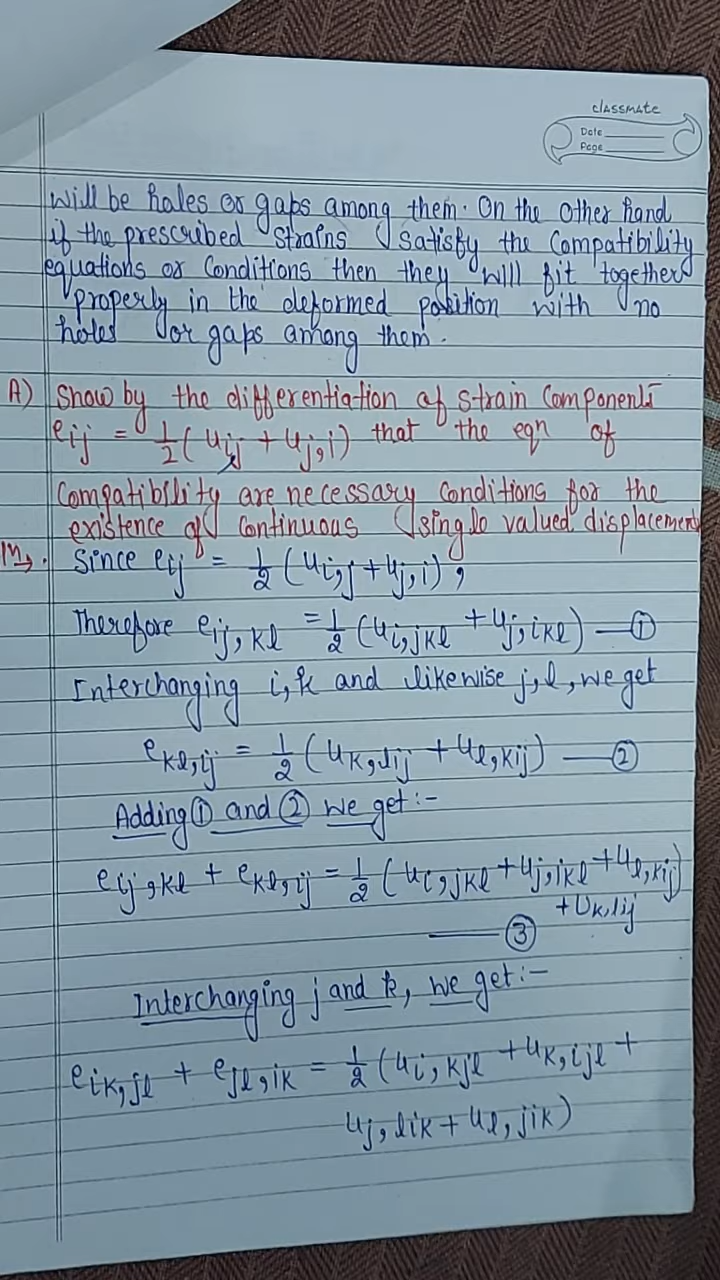 classmate
Date
Page
will be holes or gaps among them. On the other hand
if the prescribed strains satisfy the Compatibility
equations or Conditions then they will fit together
properly in the deformed position with no
holes or gaps among them.
A) Show by the differentiation of strain Components
eij = 1/2 (ui,j + uj,i) that the eqn of
Compatibility are necessary Conditions for the
existence of Continuous single valued displacement
Since eij = 1/2 (ui,j + uj,i),
Therefore eij,kl = 1/2 (ui,jkl + uj,ikl) — ①
Interchanging i,k and likewise j,l, we get
ekl,ij = 1/2 (uk,lij + ul,kij) — ②
Adding ① and ② we get:-
eij,kl + ekl,ij = 1/2 (ui,jkl + uj,ikl + ul,kij)
+ uk,lij
— ③
Interchanging j and k, we get:-
eik,jl + ejl,ik = 1/2 (ui,kjl + uk,ijl +
uj,lik + ul,jik)